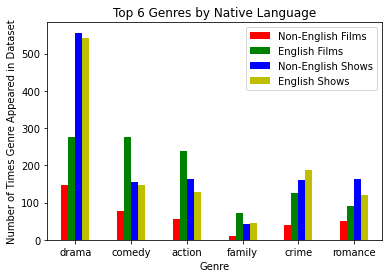 Top 6 Genres by Native Language
Number of Times Genre Appeared in Dataset
500
400
300
200
100
0
Non-English Films
English Films
Non-English Shows
English Shows
drama comedy action family crime romance
Genre